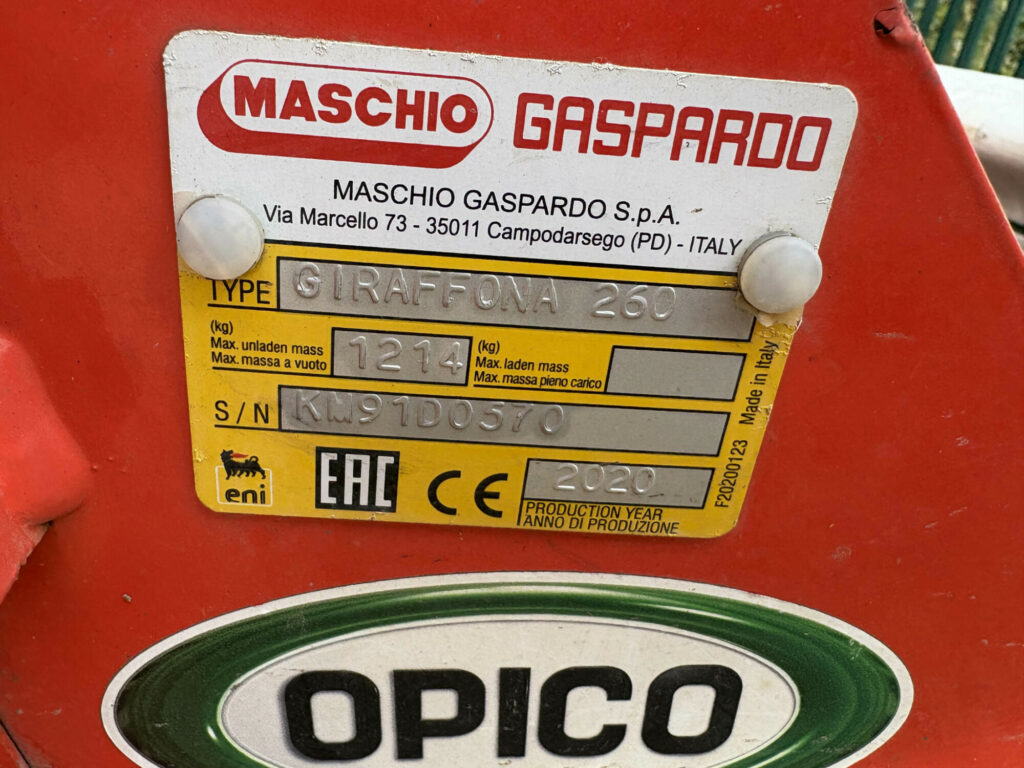 MASCHIO GASPARDO
MASCHIO GASPARDO S.p.A.
Via Marcello 73 - 35011 Campodarsego (PD) - ITALY
TYPE GIRAFFONA 260
(kg)
Max. unladen mass
Max. massa a vuoto
1214
(kg)
Max. laden mass
Max. massa pieno carico
S/N KM91D0570
eni
EAC CE
2020
PRODUCTION YEAR
ANNO DI PRODUZIONE
F20200123 Made in Italy
OPICO